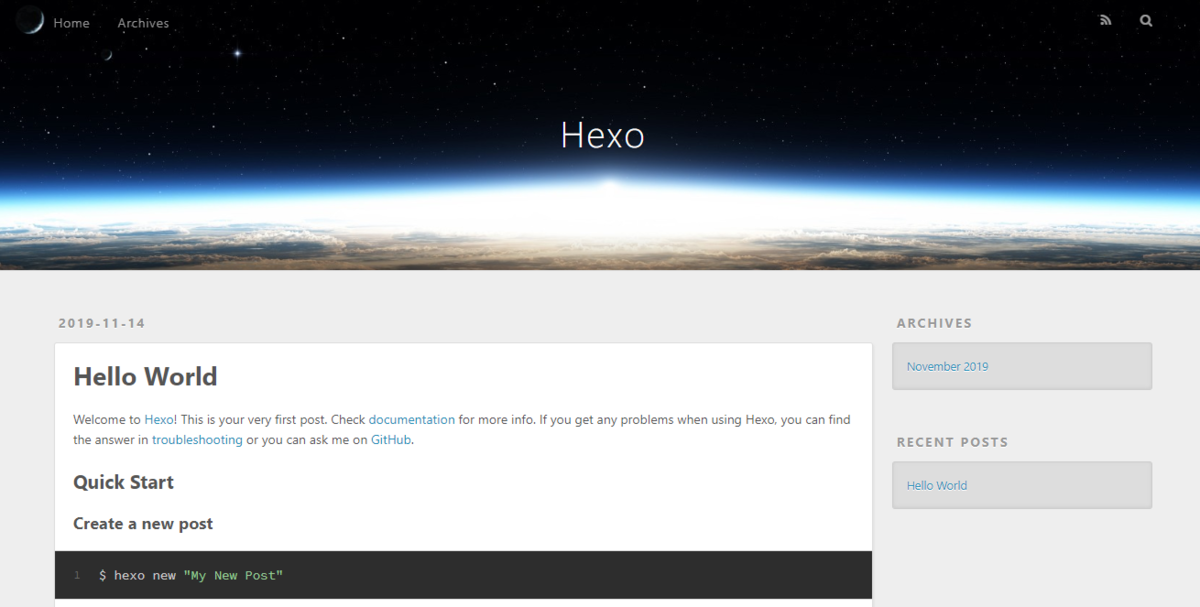 Home Archives
Hexo
2019-11-14
Hello World
Welcome to Hexo! This is your very first post. Check documentation for more info. If you get any problems when using Hexo, you can find
the answer in troubleshooting or you can ask me on GitHub.
Quick Start
Create a new post
1 $ hexo new "My New Post"
ARCHIVES
November 2019
RECENT POSTS
Hello World